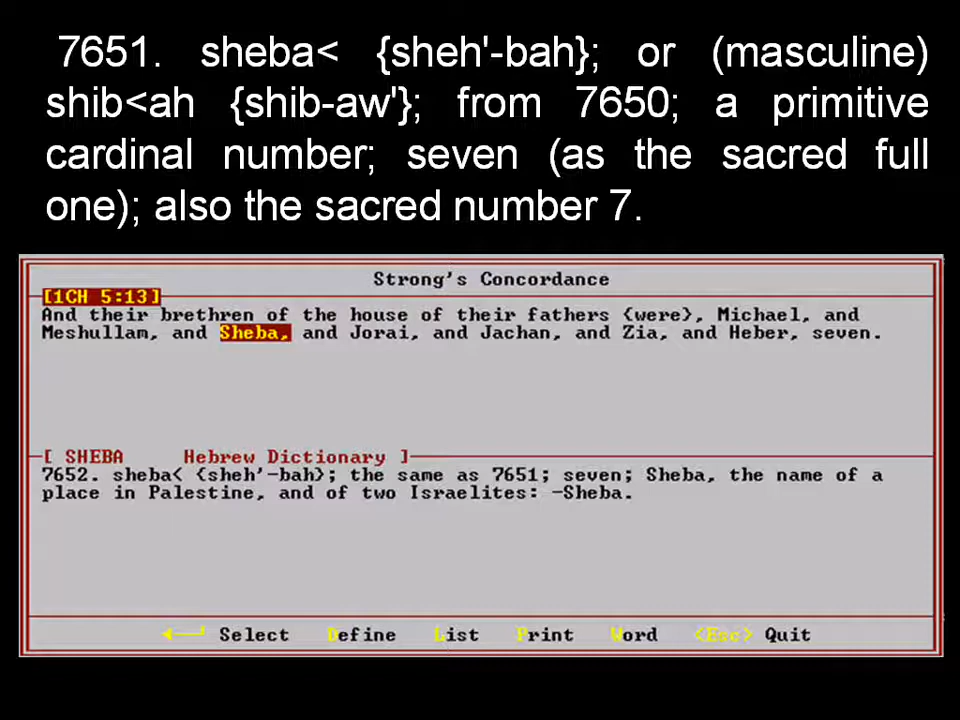 7651. sheba< {sheh'-bah}; or (masculine)
shib<ah {shib-aw'}; from 7650; a primitive
cardinal number; seven (as the sacred full
one); also the sacred number 7.
Strong's Concordance
[1CH 5:13]
And their brethren of the house of their fathers {were}, Michael, and
Meshullam, and Sheba, and Jorai, and Jachan, and Zia, and Heber, seven.
[ SHEBA Hebrew Dictionary ]
7652. sheba< {sheh'-bah}; the same as 7651; seven; Sheba, the name of a
place in Palestine, and of two Israelites: -Sheba.
Select Define List Print Word <Esc> Quit